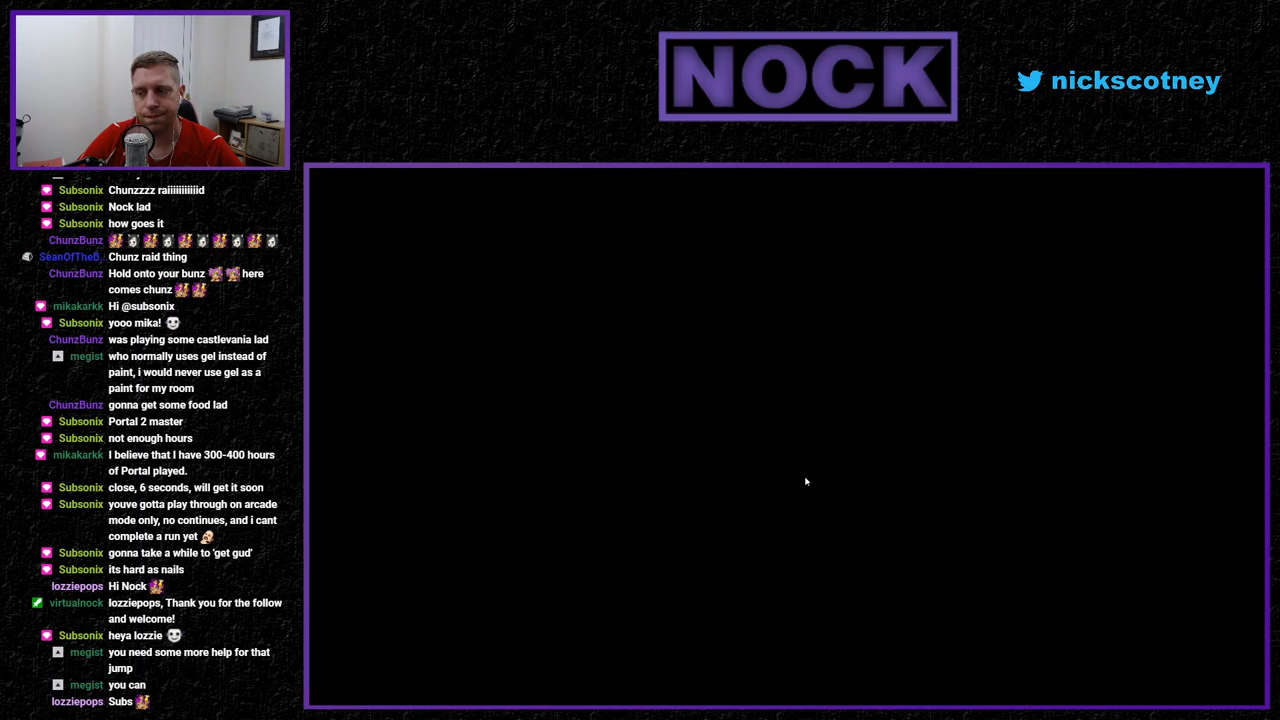 NOCK
nickscotney
Subsonix Chunzzzz raiiiiiiiiiiid
Subsonix Nock lad
Subsonix how goes it
ChunzBunz
SeanOfTheB.. Chunz raid thing
ChunzBunz Hold onto your bunz here
comes chunz
mikakarkk Hi @subsonix
Subsonix yooo mika!
ChunzBunz was playing some castlevania lad
megist who normally uses gel instead of
paint, i would never use gel as a
paint for my room
ChunzBunz gonna get some food lad
Subsonix Portal 2 master
Subsonix not enough hours
mikakarkk I believe that I have 300-400 hours
of Portal played.
Subsonix close, 6 seconds, will get it soon
Subsonix youve gotta play through on arcade
mode only, no continues, and i cant
complete a run yet
Subsonix gonna take a while to 'get gud'
Subsonix its hard as nails
lozziepops Hi Nock
virtualnock lozziepops, Thank you for the follow
and welcome!
Subsonix heya lozzie
megist you need some more help for that
jump
megist you can
lozziepops Subs